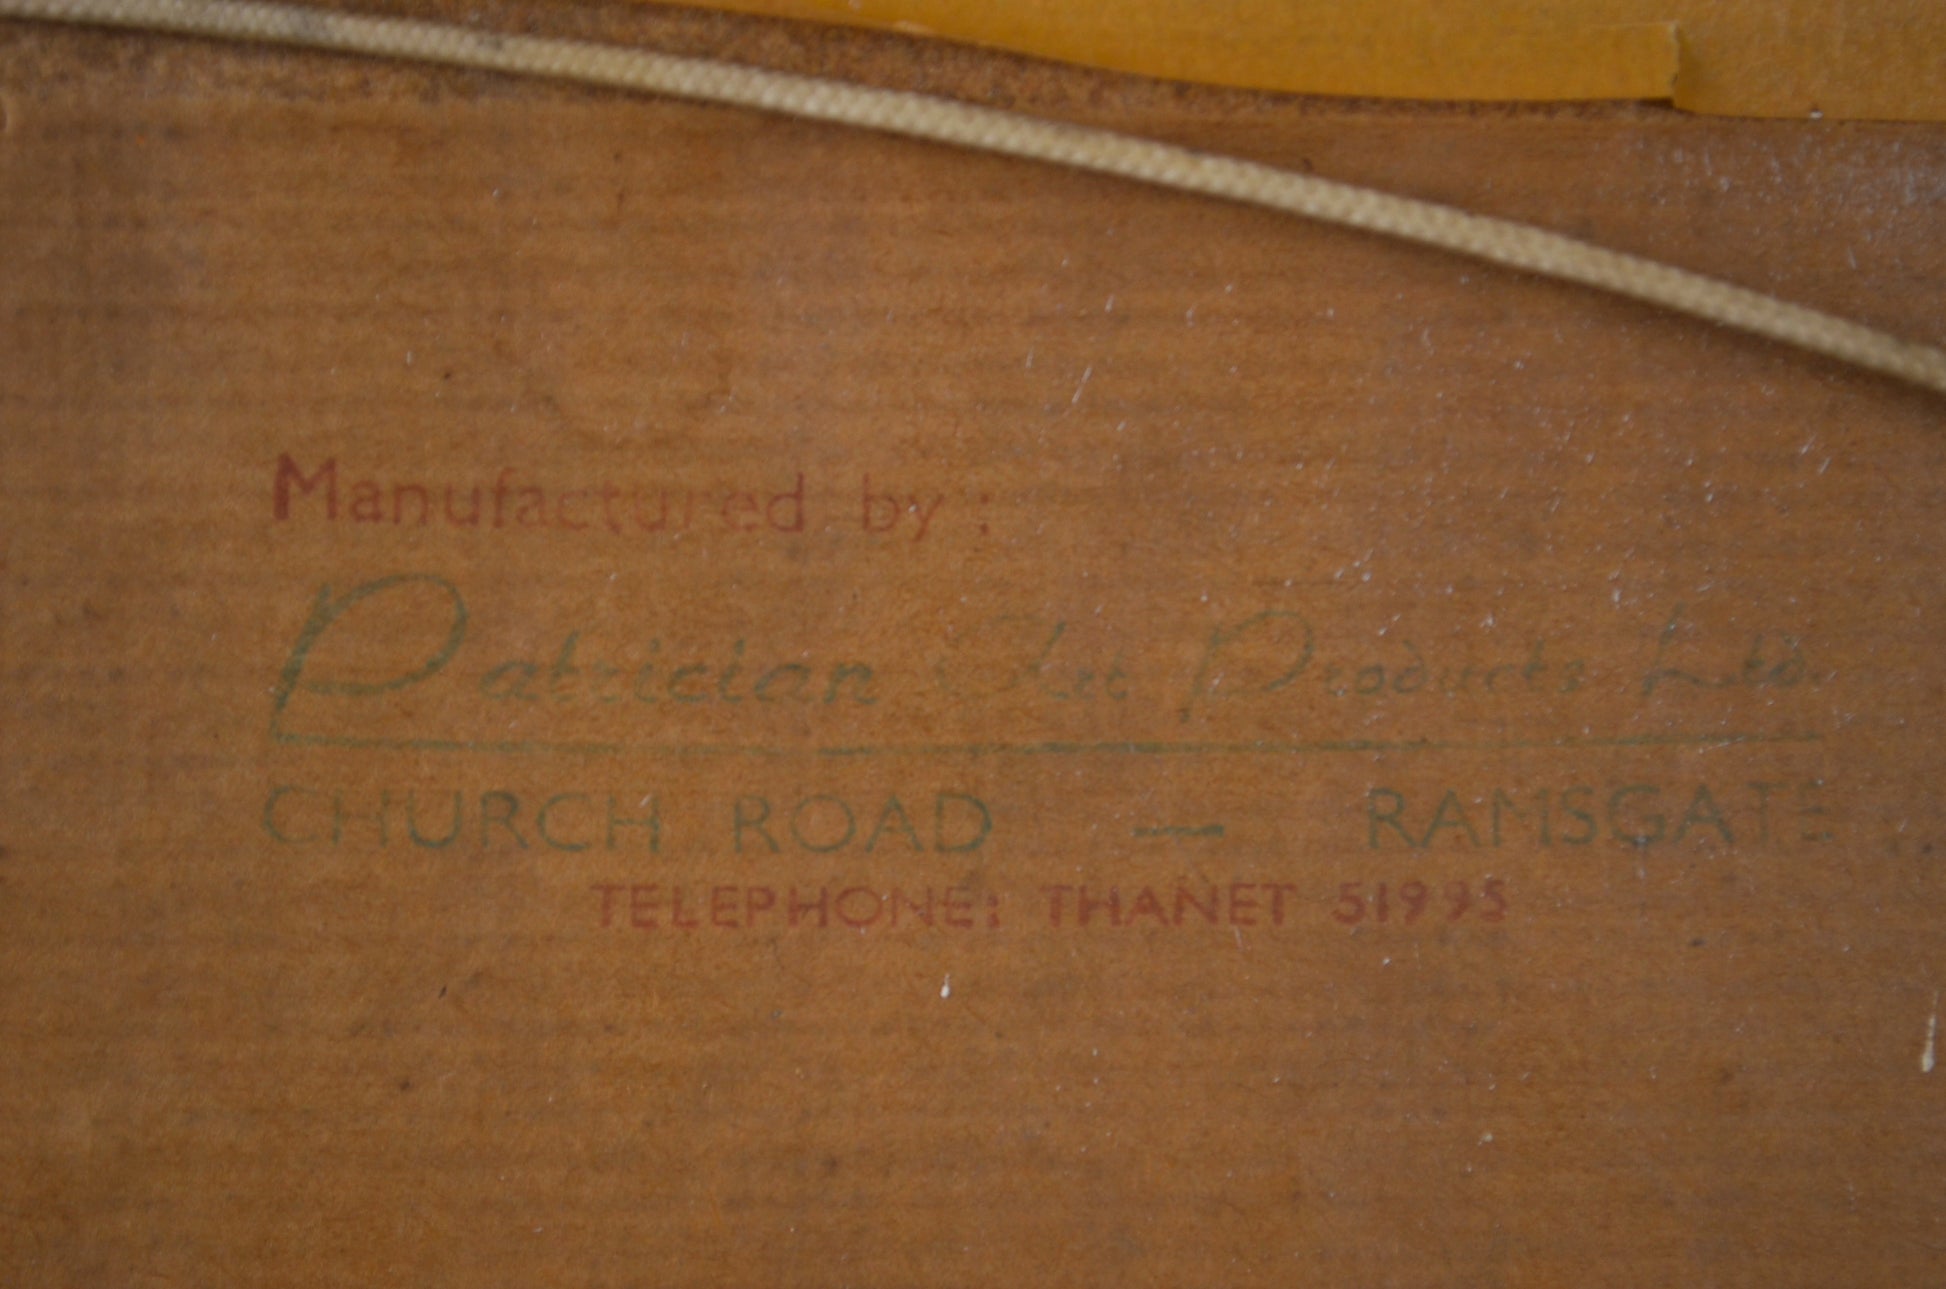 Manufactured by :
Patrician Art Products Ltd.
CHURCH ROAD — RAMSGATE
TELEPHONE: THANET 51995